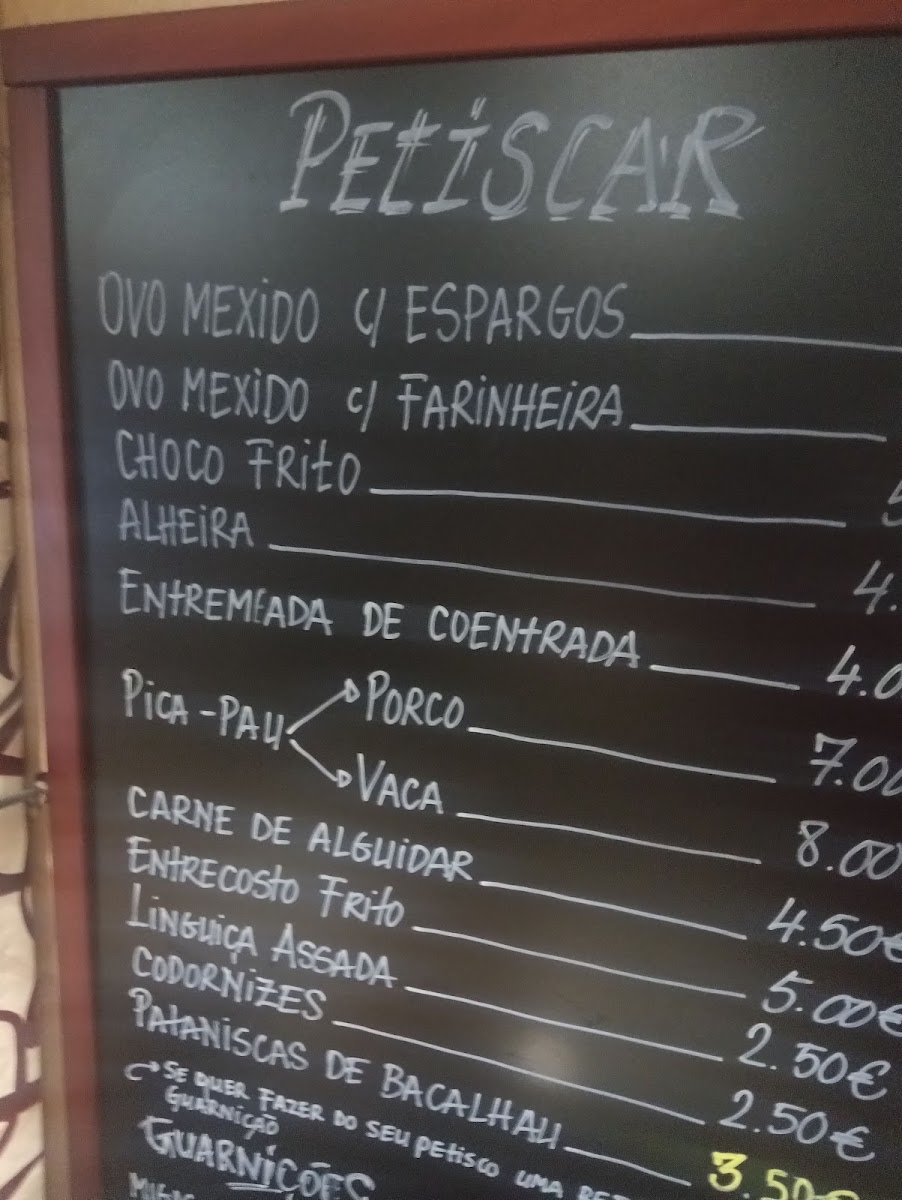 PETISCAR
OVO MEXIDO C/ ESPARGOS
OVO MEXIDO C/ FARINHEIRA
CHOCO FRITO
ALHEIRA 4.
ENTREMEADA DE COENTRADA 4.0
PICA-PAU PORCO 7.00
VACA 8.00
CARNE DE ALGUIDAR 4.50€
ENTRECOSTO FRITO 5.00€
LINGUIÇA ASSADA 2.50€
CODORNIZES 2.50€
PATANISCAS DE BACALHAU 3.50€
SE QUER FAZER DO SEU PETISCO UMA
GUARNIÇÃO
GUARNIÇÕES